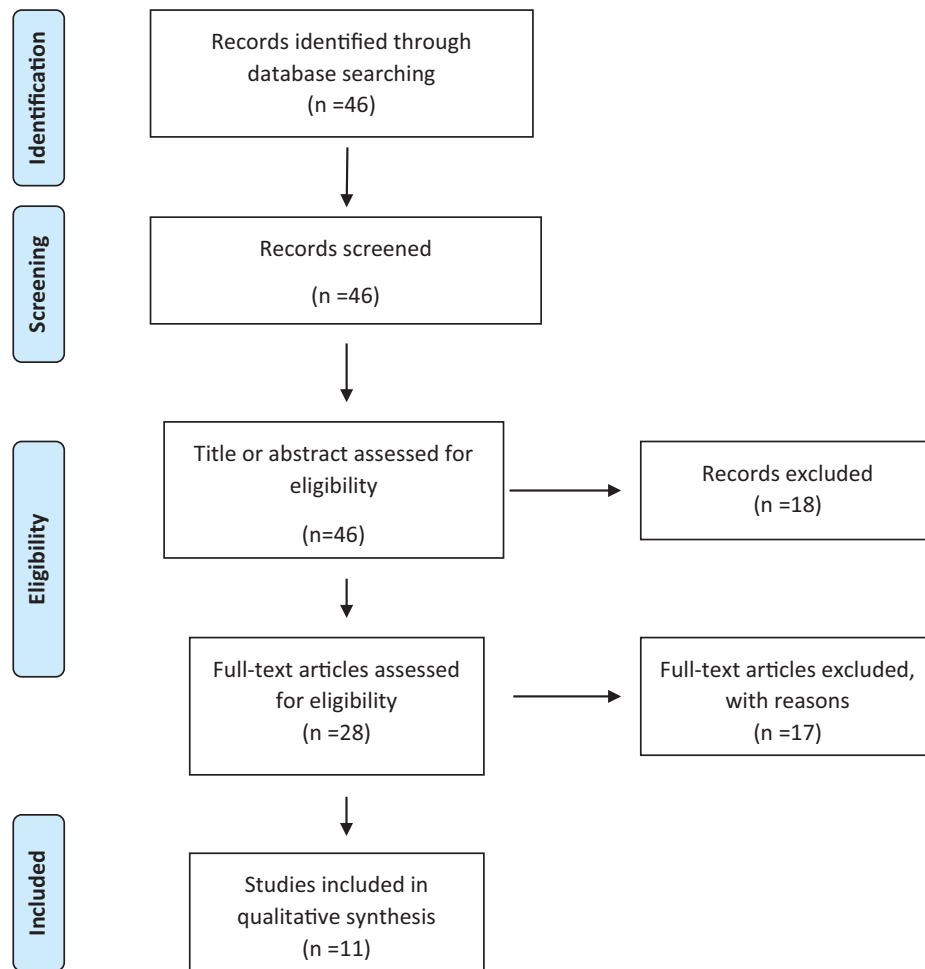 Identification
Records identified through
database searching
(n =46)
Screening
Records screened
(n =46)
Eligibility
Title or abstract assessed for
eligibility
(n=46)
Records excluded
(n =18)
Full-text articles assessed
for eligibility
(n =28)
Full-text articles excluded,
with reasons
(n =17)
Included
Studies included in
qualitative synthesis
(n =11)